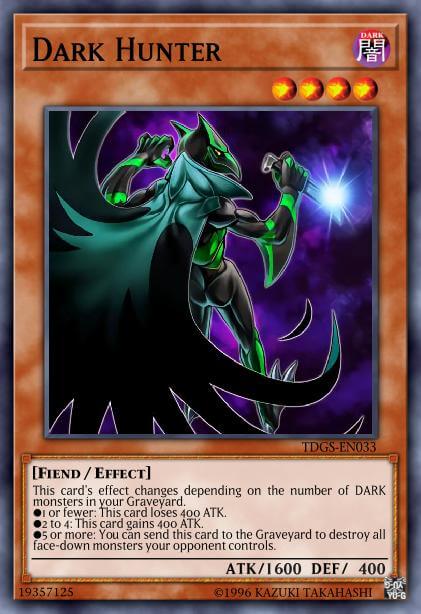 Dark Hunter
DARK
闇
TDGS-EN033
[Fiend / Effect]
This card's effect changes depending on the number of DARK
monsters in your Graveyard.
●1 or fewer: This card loses 400 ATK.
●2 to 4: This card gains 400 ATK.
●5 or more: You can send this card to the Graveyard to destroy all
face-down monsters your opponent controls.
ATK/1600 DEF/ 400
19357125
©1996 KAZUKI TAKAHASHI